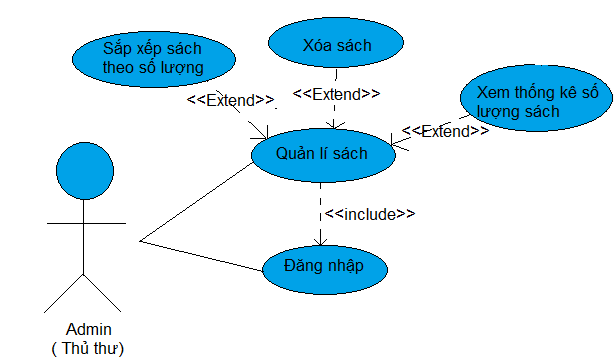 Sắp xếp sách
theo số lượng
Xóa sách
Xem thống kê số
lượng sách
<<Extend>>
<<Extend>>
<<Extend>>
Quản lí sách
<<include>>
Đăng nhập
Admin
( Thủ thư)